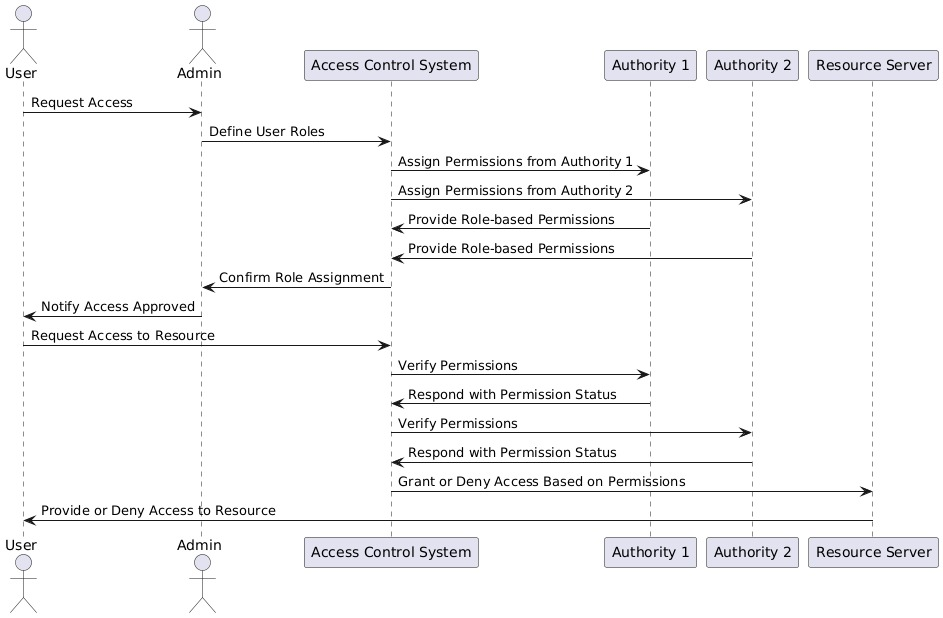 User
Admin
Access Control System
Authority 1
Authority 2
Resource Server
Request Access
Define User Roles
Assign Permissions from Authority 1
Assign Permissions from Authority 2
Provide Role-based Permissions
Provide Role-based Permissions
Confirm Role Assignment
Notify Access Approved
Request Access to Resource
Verify Permissions
Respond with Permission Status
Verify Permissions
Respond with Permission Status
Grant or Deny Access Based on Permissions
Provide or Deny Access to Resource
User
Admin
Access Control System
Authority 1
Authority 2
Resource Server